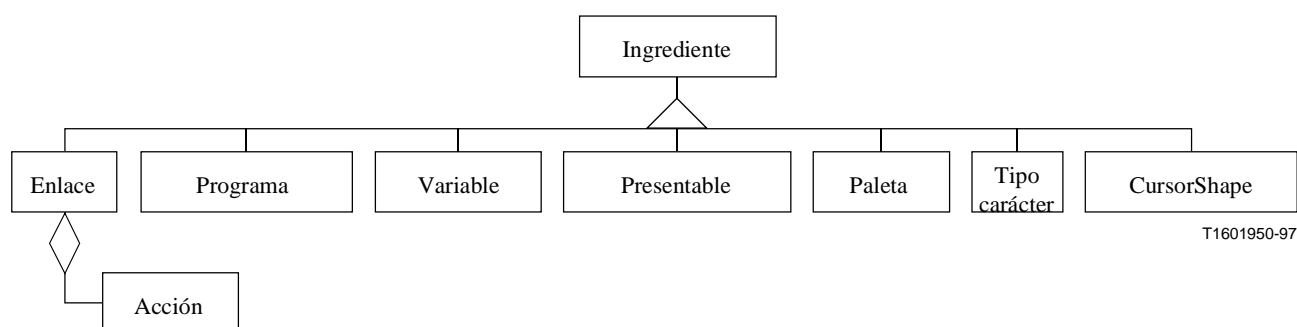 Ingrediente
Enlace
Programa
Variable
Presentable
Paleta
Tipo
carácter
CursorShape
T1601950-97
Acción